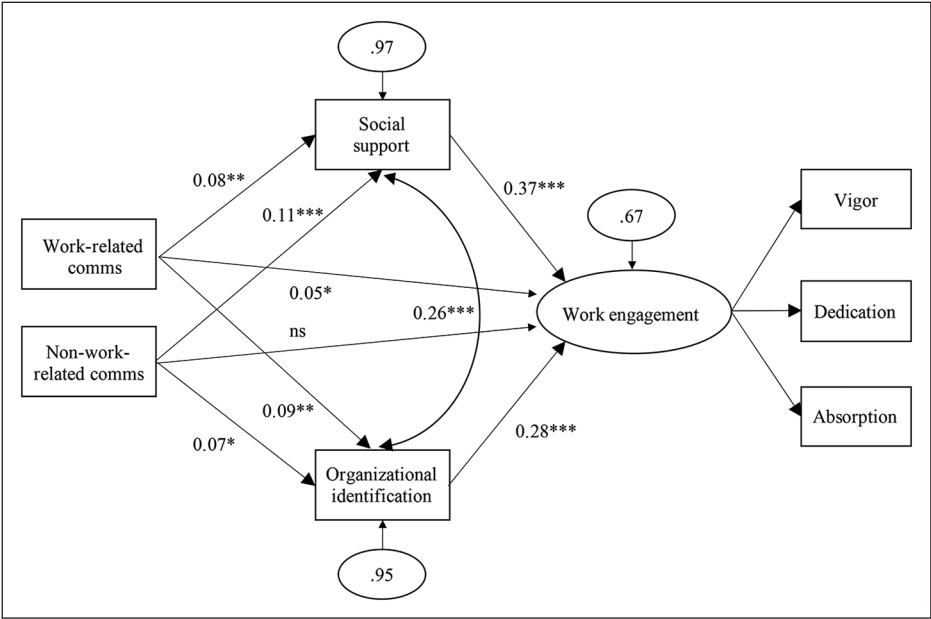 .97
Social
support
0.08**
0.11***
0.37***
.67
Vigor
Work-related
comms
0.05*
0.26***
Work engagement
Dedication
ns
Non-work-
related comms
0.09**
0.07*
0.28***
Absorption
Organizational
identification
.95